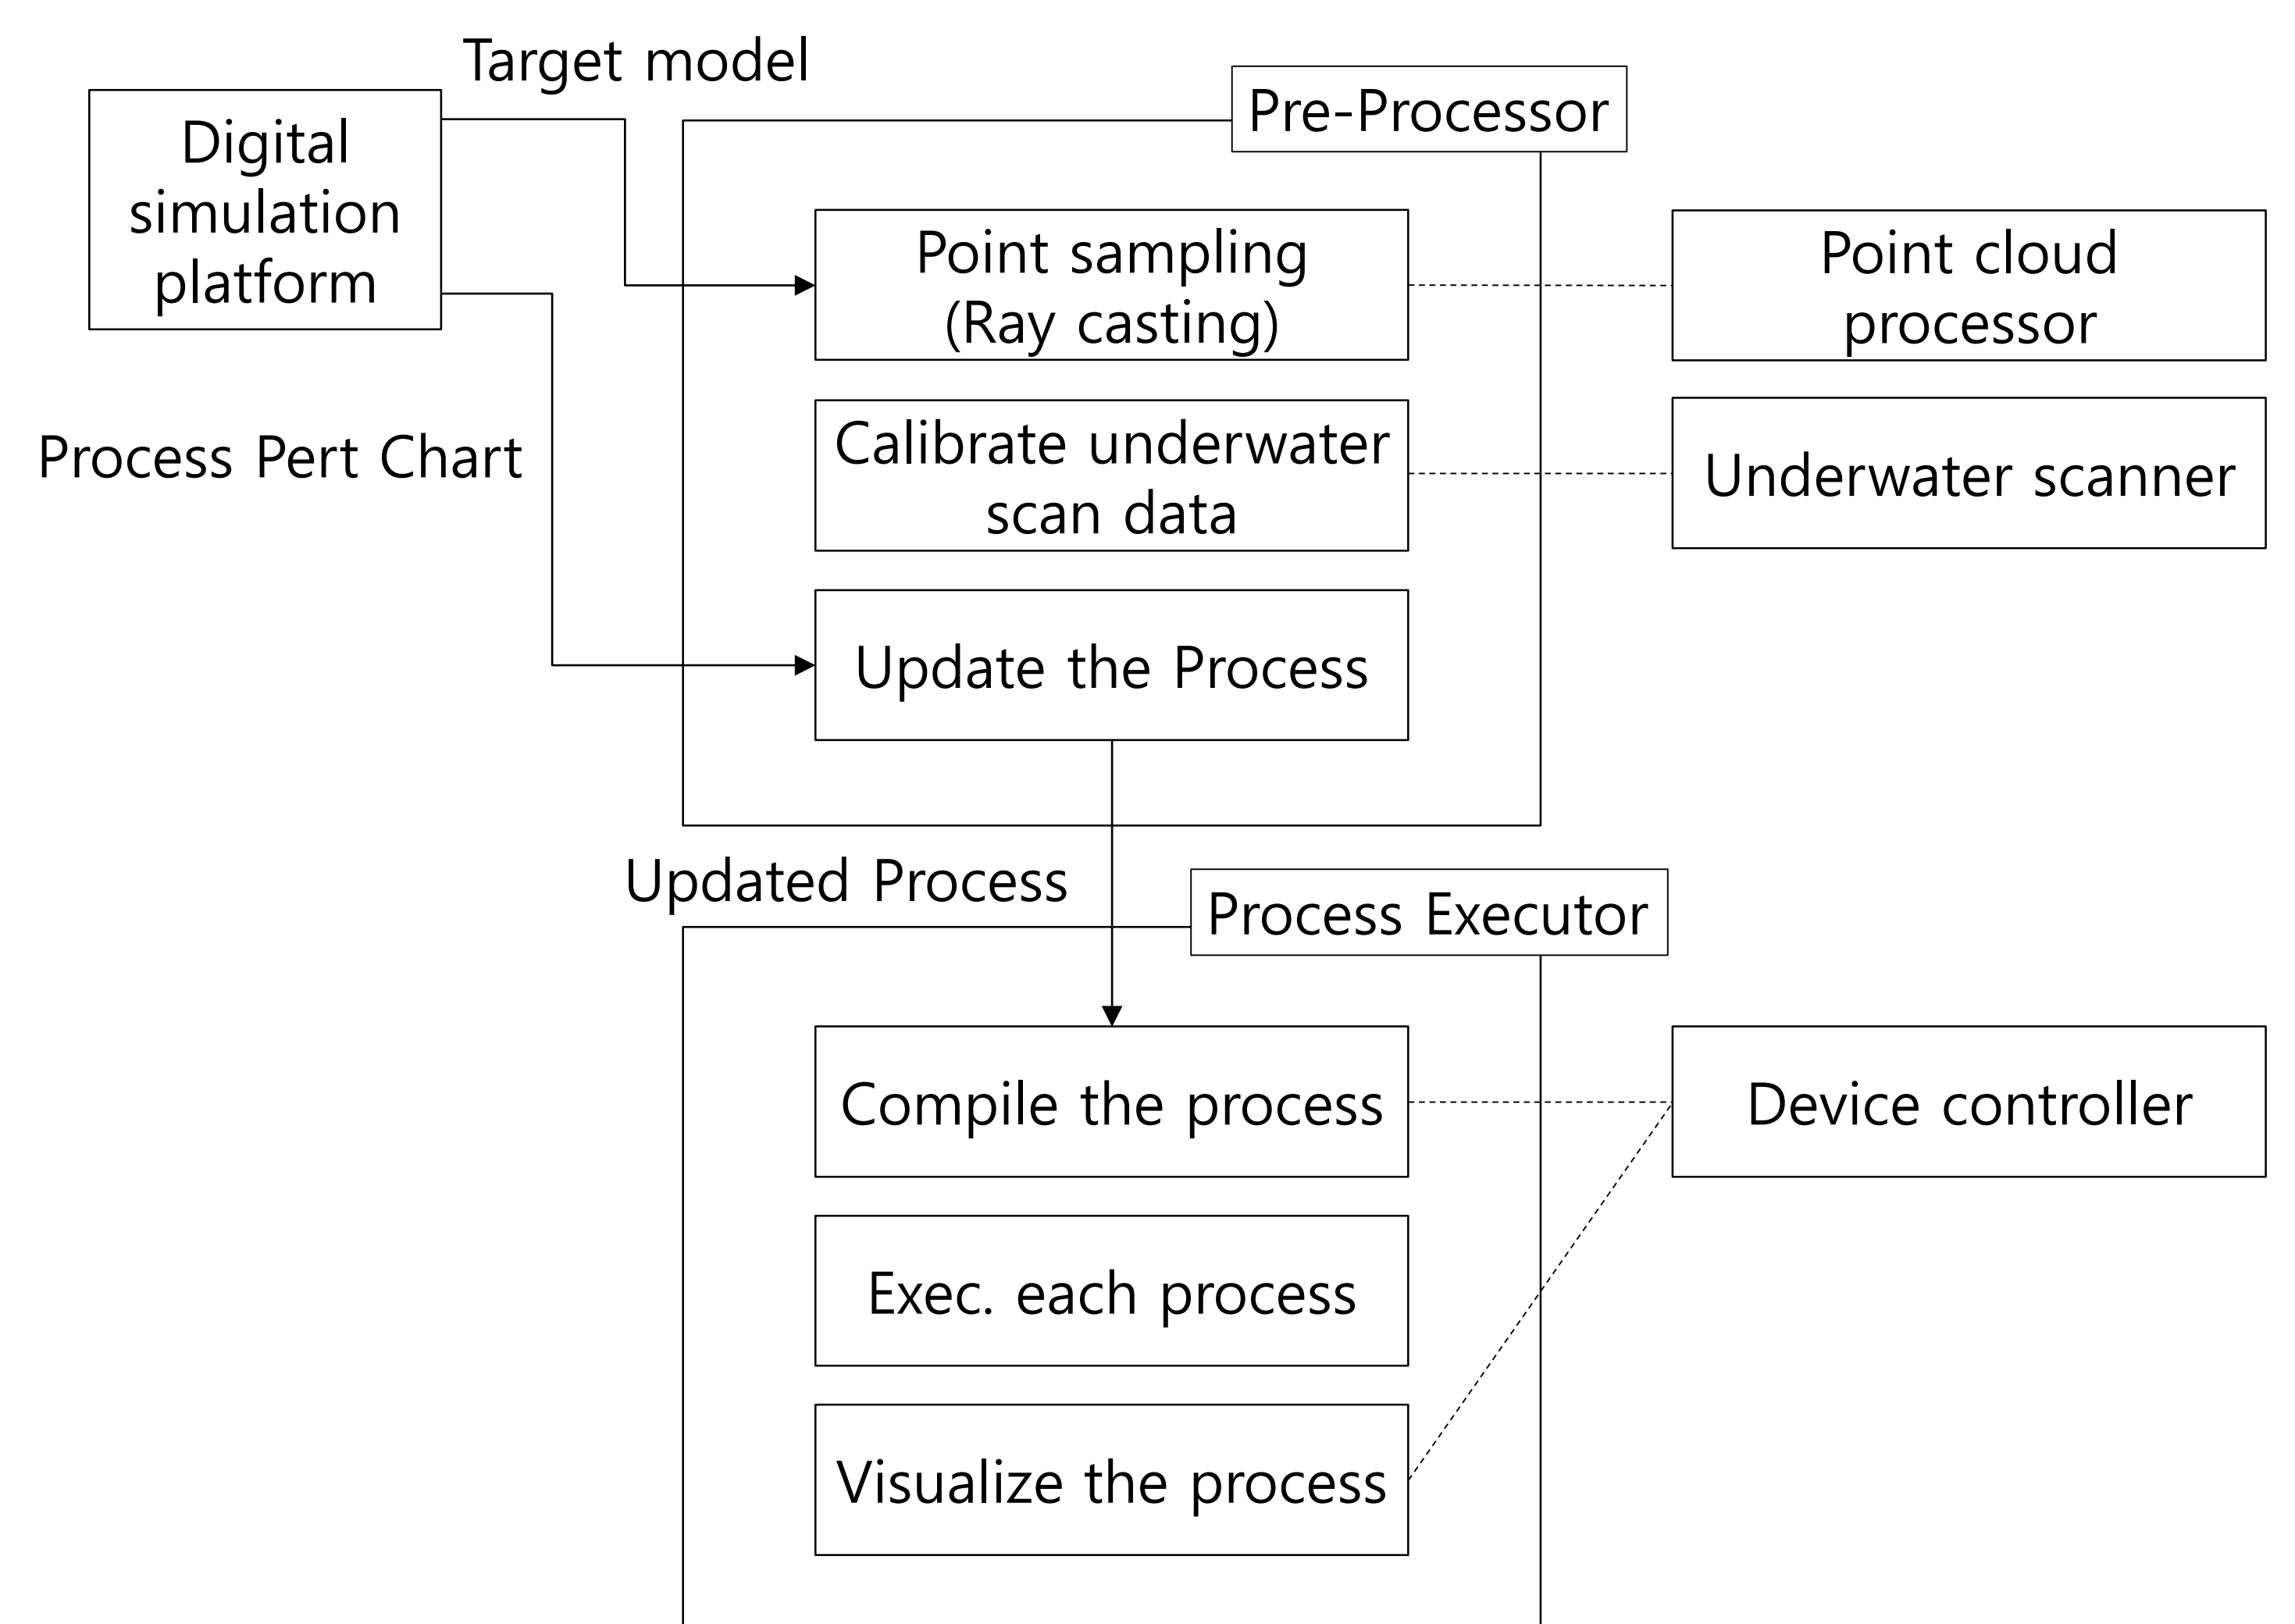 Target model
Pre-Processor
Digital
simulation
platform
Point sampling
(Ray casting)
Point cloud
processor
Process Pert Chart
Calibrate underwater
scan data
Underwater scanner
Update the Process
Updated Process
Process Executor
Compile the process
Device controller
Exec. each process
Visualize the process